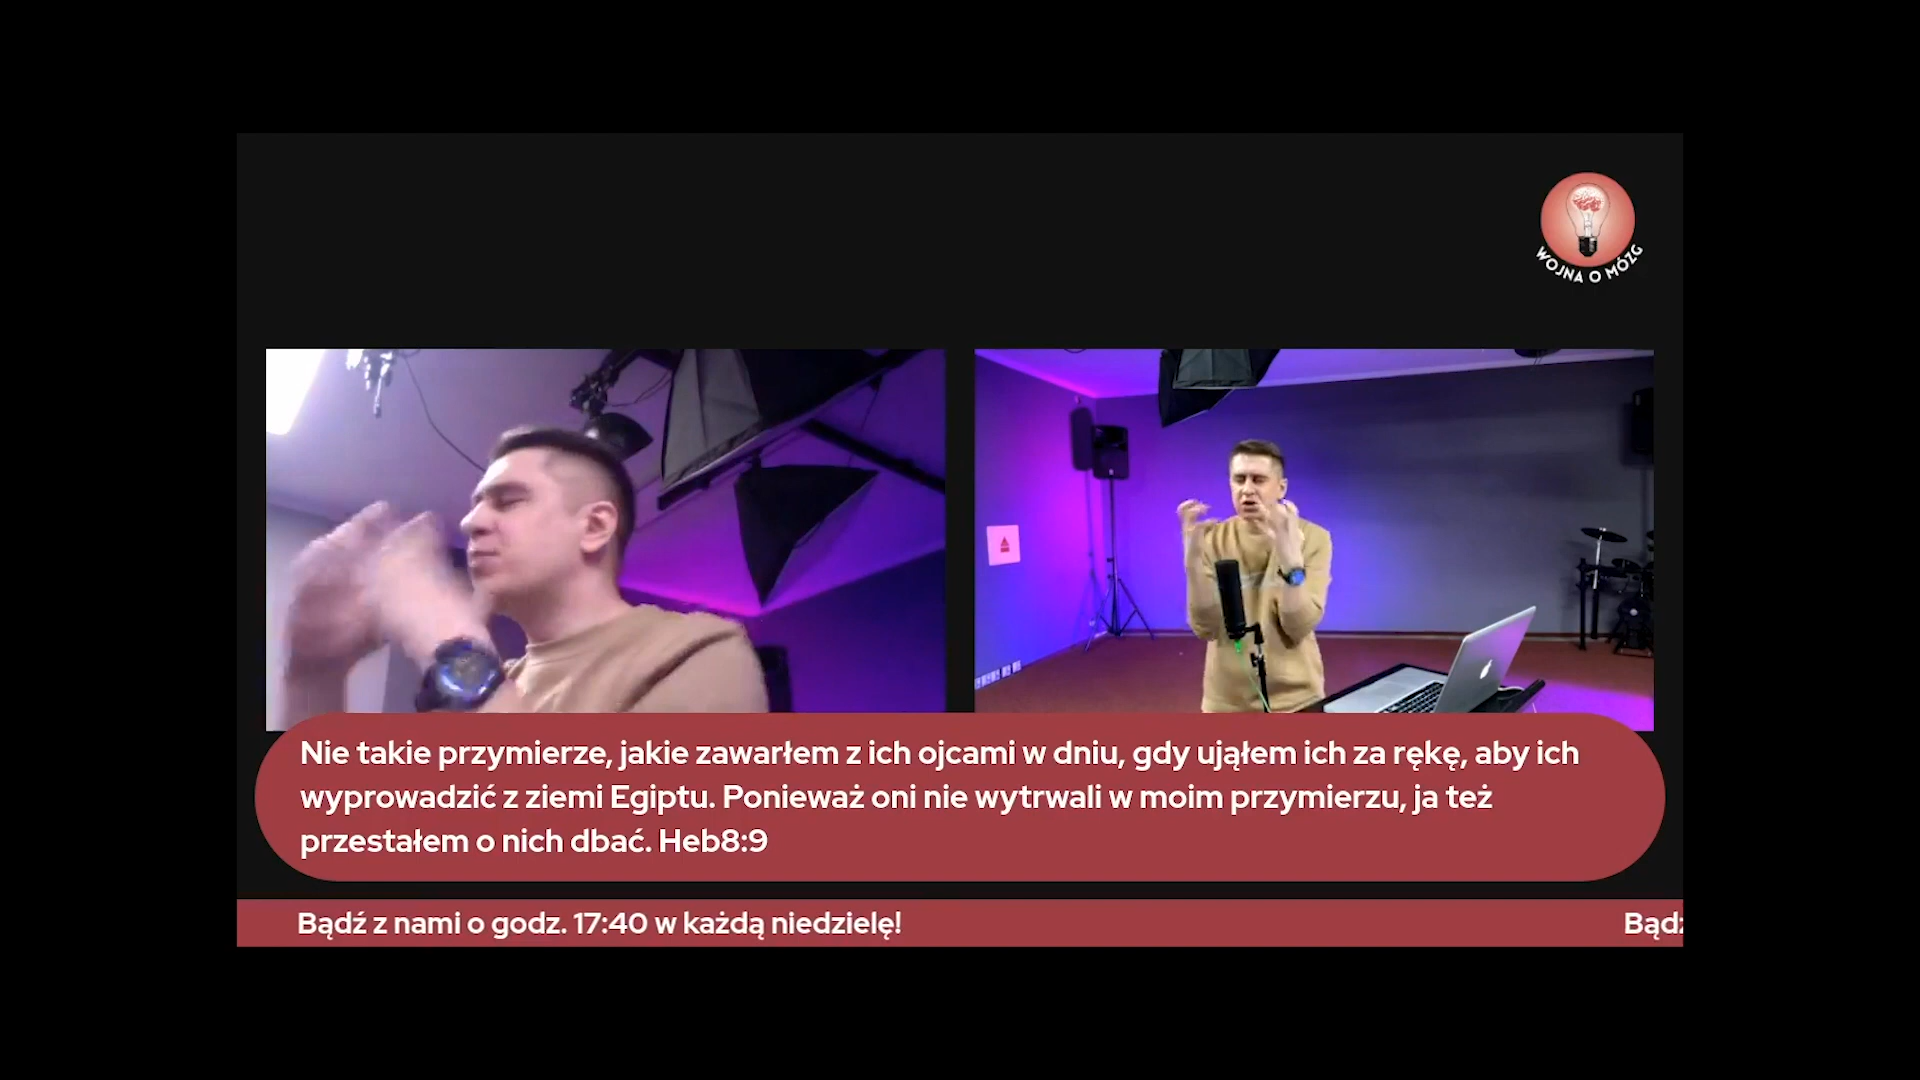 WOJNA O MÓZG
Nie takie przymierze, jakie zawarłem z ich ojcami w dniu, gdy ująłem ich za rękę, aby ich
wyprowadzić z ziemi Egiptu. Ponieważ oni nie wytrwali w moim przymierzu, ja też
przestałem o nich dbać. Heb8:9
Bądź z nami o godz. 17:40 w każdą niedzielę!
Bądź